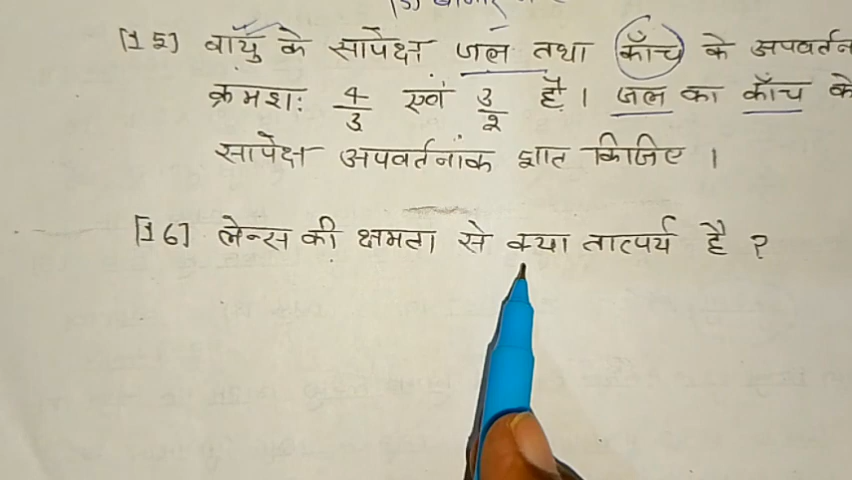 [15] वायु के सापेक्ष जल तथा काँच के अपवर्तन
क्रमशः 4/3 एवं 3/2 है। जल का काँच के
सापेक्ष अपवर्तनांक ज्ञात किजिए ।
[16] लेन्स की क्षमता से क्या तात्पर्य है ?